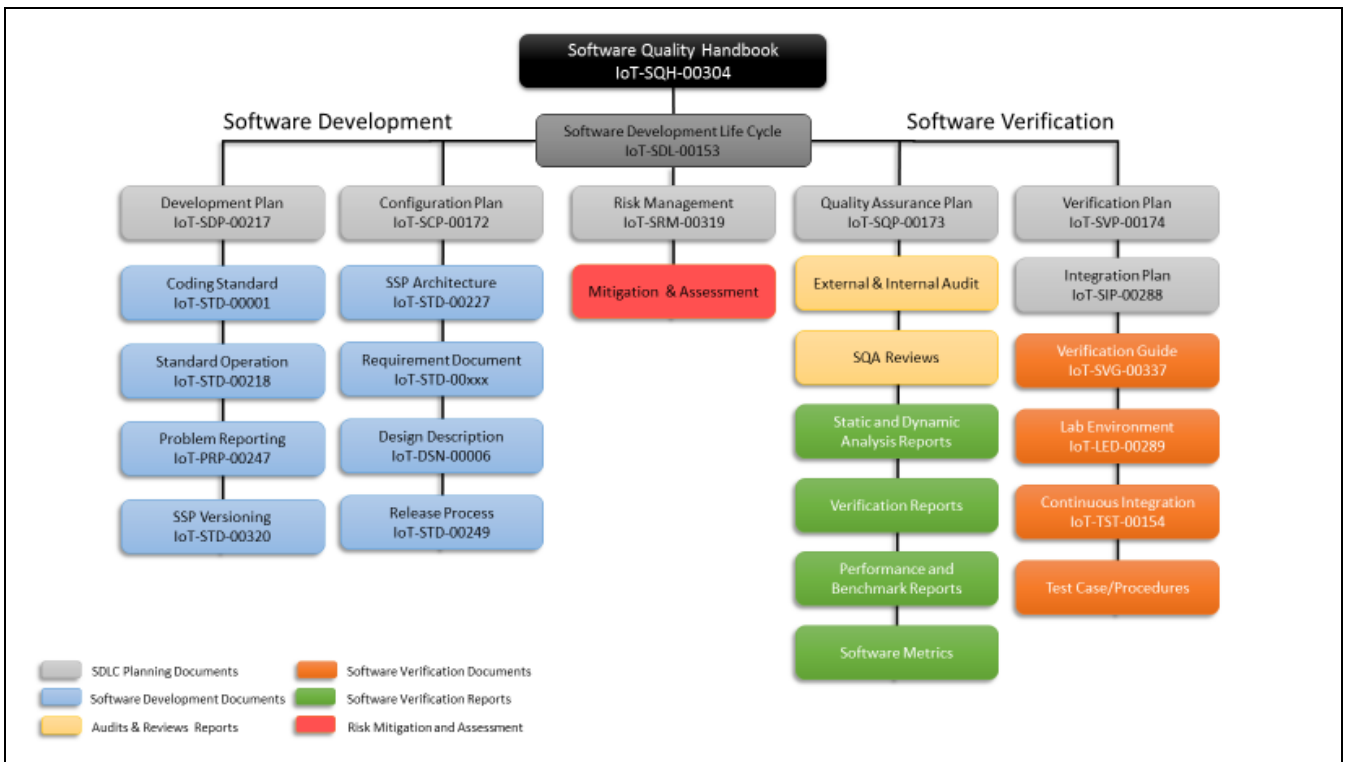 Software Quality Handbook
IoT-SQH-00304
Software Development
Software Development Life Cycle
IoT-SDL-00153
Software Verification
Development Plan
IoT-SDP-00217
Configuration Plan
IoT-SCP-00172
Risk Management
IoT-SRM-00319
Quality Assurance Plan
IoT-SQP-00173
Verification Plan
IoT-SVP-00174
Coding Standard
IoT-STD-00001
SSP Architecture
IoT-STD-00227
Mitigation & Assessment
External & Internal Audit
Integration Plan
IoT-SIP-00288
Standard Operation
IoT-STD-00218
Requirement Document
IoT-STD-00xxx
SQA Reviews
Verification Guide
IoT-SVG-00337
Problem Reporting
IoT-PRP-00247
Design Description
IoT-DSN-00006
Static and Dynamic
Analysis Reports
Lab Environment
IoT-LED-00289
SSP Versioning
IoT-STD-00320
Release Process
IoT-STD-00249
Verification Reports
Continuous Integration
IoT-TST-00154
Performance and
Benchmark Reports
Test Case/Procedures
Software Metrics
SDLC Planning Documents
Software Verification Documents
Software Development Documents
Software Verification Reports
Audits & Reviews Reports
Risk Mitigation and Assessment